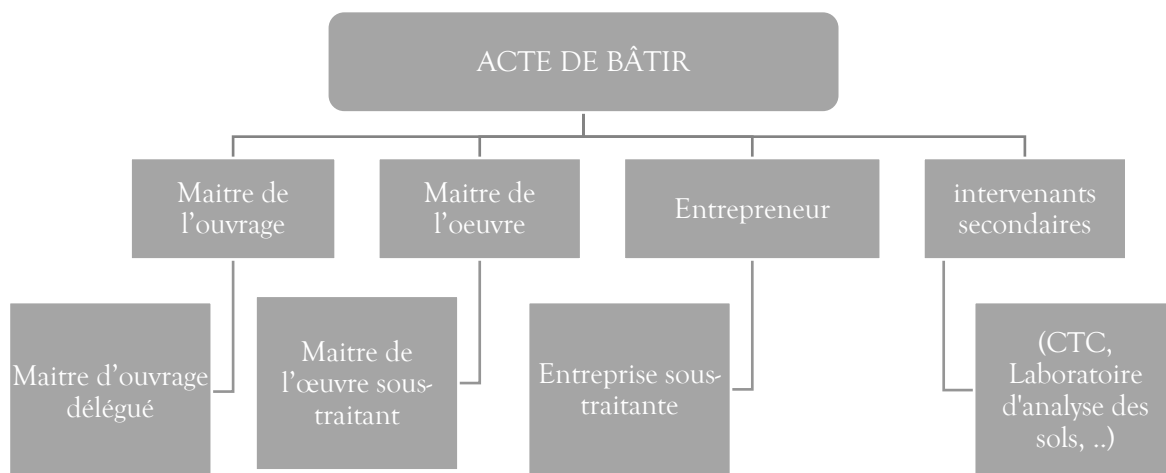 ACTE DE BÂTIR
Maitre de
l'ouvrage
Maitre de
l'oeuvre
Entrepreneur
intervenants
secondaires
Maitre d'ouvrage
délégué
Maitre de
l'œuvre sous-
traitant
Entreprise sous-
traitante
(CTC,
Laboratoire
d'analyse des
sols, ..)